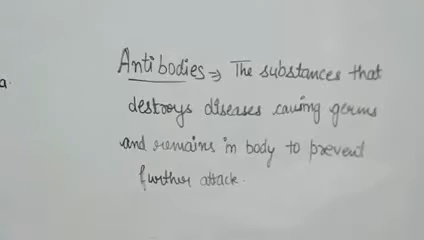 a.
Antibodies ⇒ The substances that
destroys diseases causing germs
and remains in body to prevent
further attack.